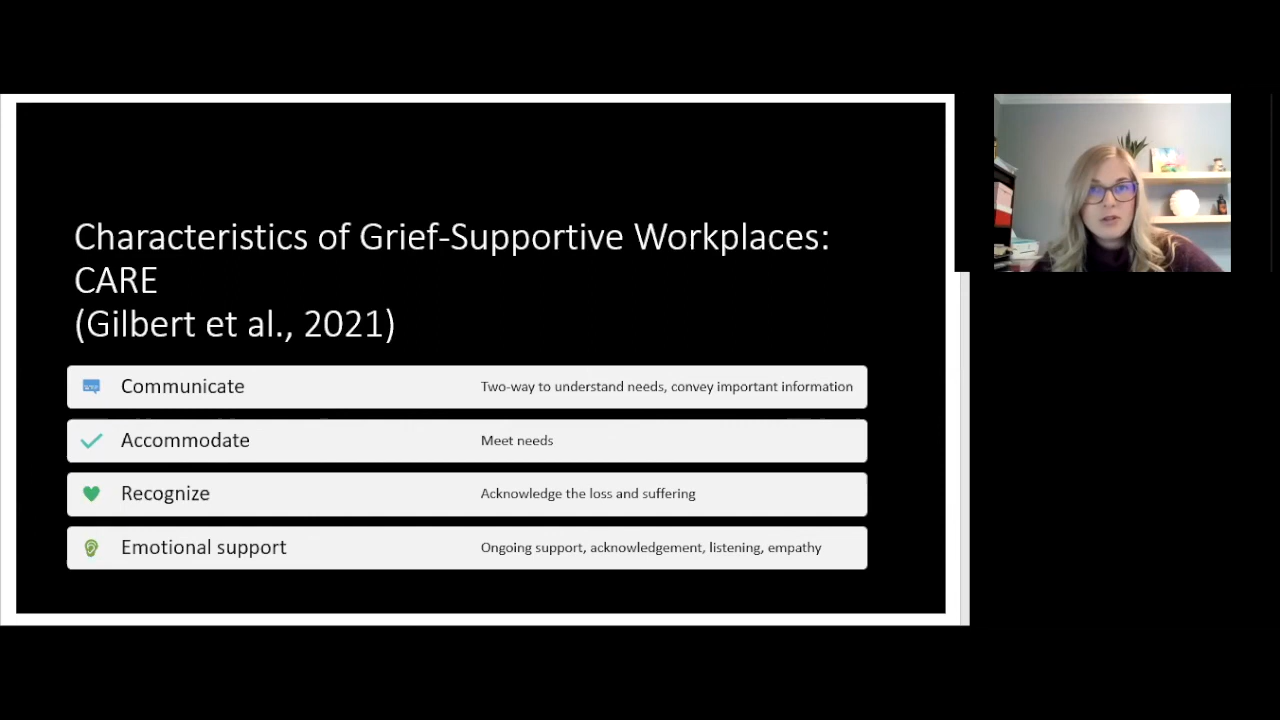 Characteristics of Grief-Supportive Workplaces:
CARE
(Gilbert et al., 2021)
Communicate Two-way to understand needs, convey important information
Accommodate Meet needs
Recognize Acknowledge the loss and suffering
Emotional support Ongoing support, acknowledgement, listening, empathy